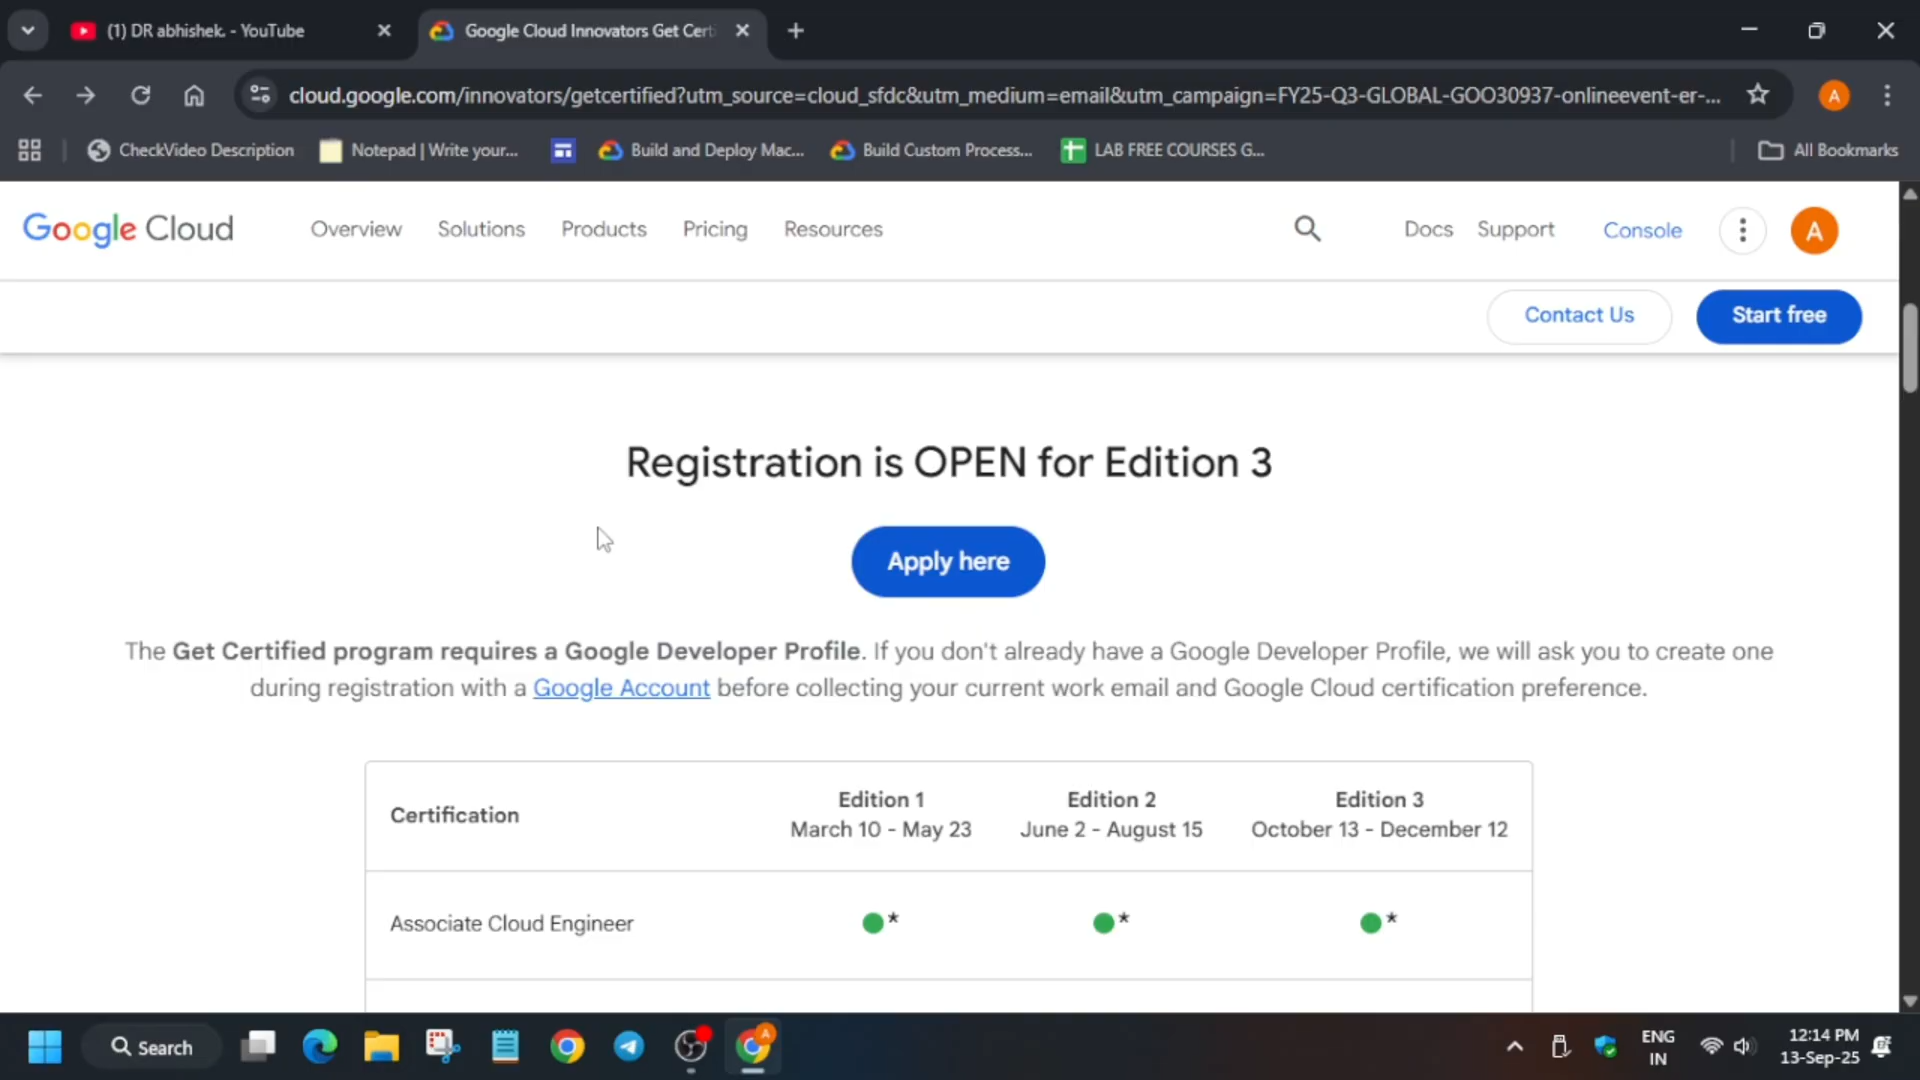 (1) DR abhishek. - YouTube
Google Cloud Innovators Get Cert
cloud.google.com/innovators/getcertified?utm_source=cloud_sfdc&utm_medium=email&utm_campaign=FY25-Q3-GLOBAL-GOO30937-onlineevent-er-...
A
CheckVideo Description
Notepad | Write your...
Build and Deploy Mac...
Build Custom Process...
LAB FREE COURSES G...
All Bookmarks
Google Cloud
Overview
Solutions
Products
Pricing
Resources
Docs
Support
Console
A
Contact Us
Start free
Registration is OPEN for Edition 3
Apply here
The Get Certified program requires a Google Developer Profile. If you don't already have a Google Developer Profile, we will ask you to create one
during registration with a Google Account before collecting your current work email and Google Cloud certification preference.
Certification
Edition 1
March 10 - May 23
Edition 2
June 2 - August 15
Edition 3
October 13 - December 12
Associate Cloud Engineer
*
*
*
Search
A
ENG
IN
12:14 PM
13-Sep-25